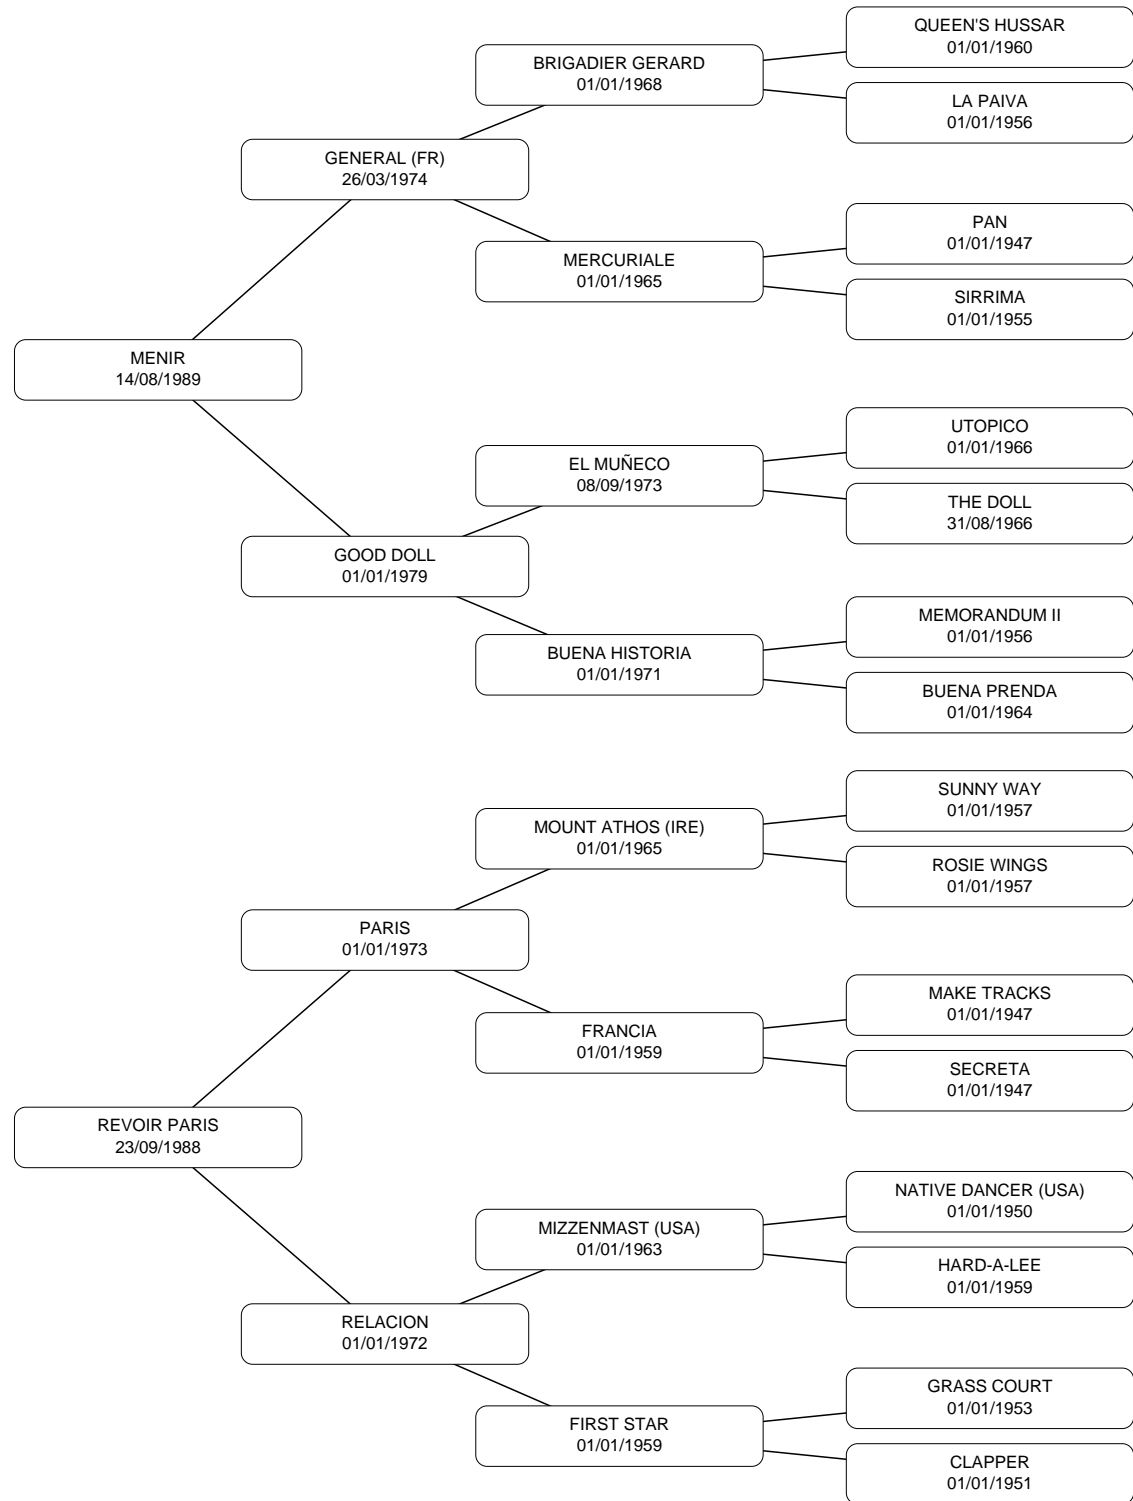 QUEEN'S HUSSAR
01/01/1960
BRIGADIER GERARD
01/01/1968
LA PAIVA
01/01/1956
GENERAL (FR)
26/03/1974
PAN
01/01/1947
MERCURIALE
01/01/1965
SIRRIMA
01/01/1955
MENIR
14/08/1989
UTOPICO
01/01/1966
EL MUÑECO
08/09/1973
THE DOLL
31/08/1966
GOOD DOLL
01/01/1979
MEMORANDUM II
01/01/1956
BUENA HISTORIA
01/01/1971
BUENA PRENDA
01/01/1964
SUNNY WAY
01/01/1957
MOUNT ATHOS (IRE)
01/01/1965
ROSIE WINGS
01/01/1957
PARIS
01/01/1973
MAKE TRACKS
01/01/1947
FRANCIA
01/01/1959
SECRETA
01/01/1947
REVOIR PARIS
23/09/1988
NATIVE DANCER (USA)
01/01/1950
MIZZENMAST (USA)
01/01/1963
HARD-A-LEE
01/01/1959
RELACION
01/01/1972
GRASS COURT
01/01/1953
FIRST STAR
01/01/1959
CLAPPER
01/01/1951